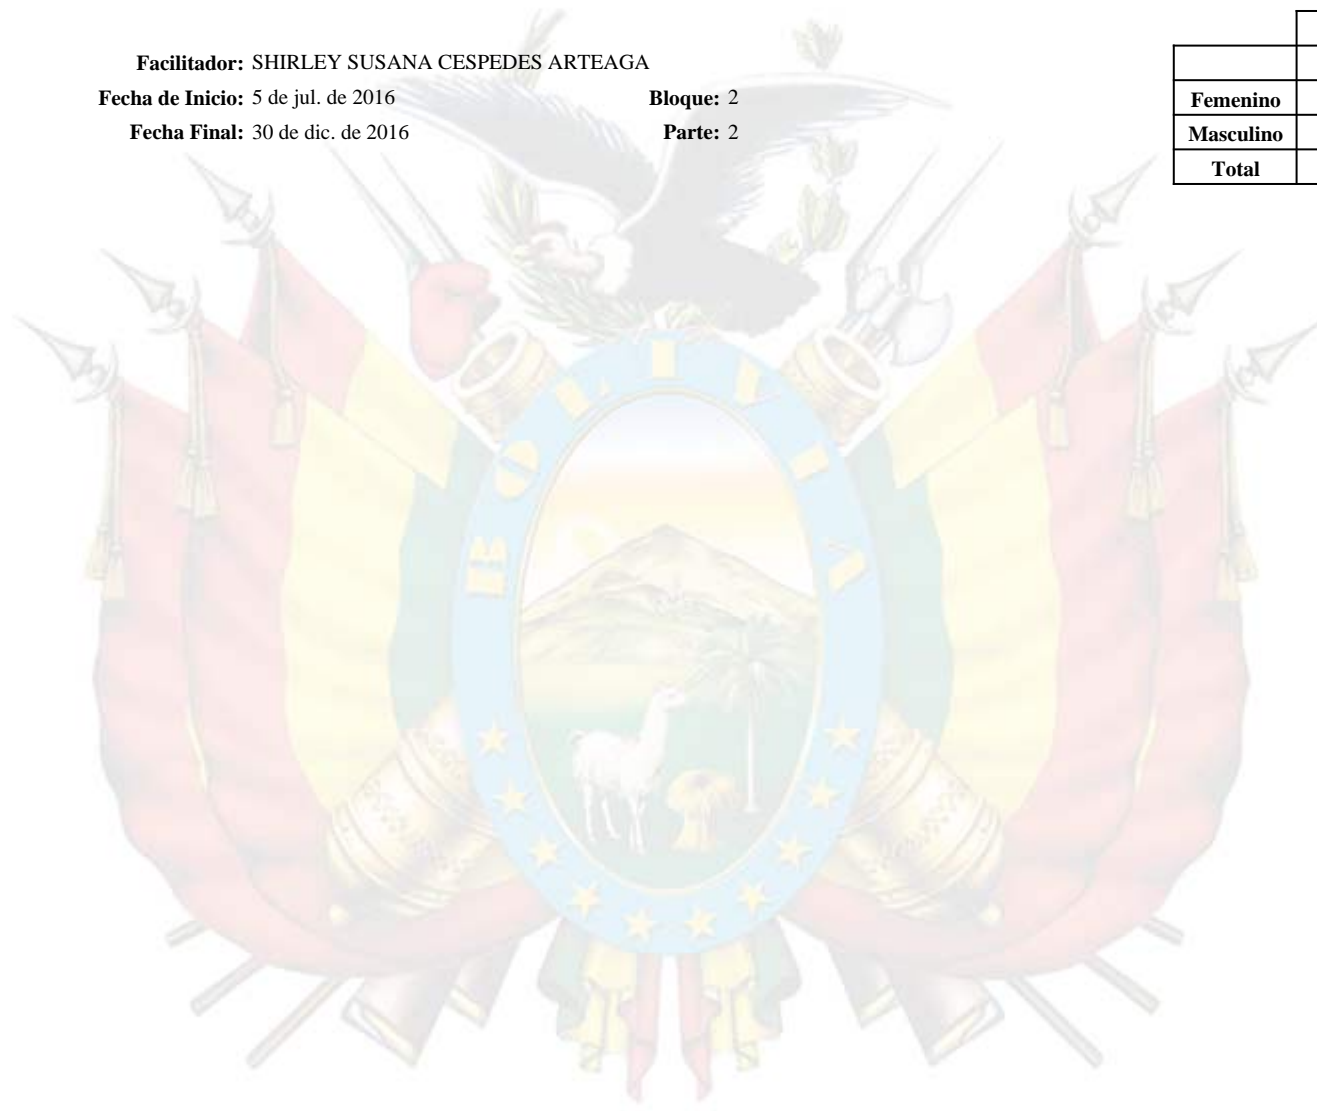 Facilitador: SHIRLEY SUSANA CESPEDES ARTEAGA
Fecha de Inicio: 5 de jul. de 2016 Bloque: 2
Fecha Final: 30 de dic. de 2016 Parte: 2
Femenino
Masculino
Total
BOLIVIA